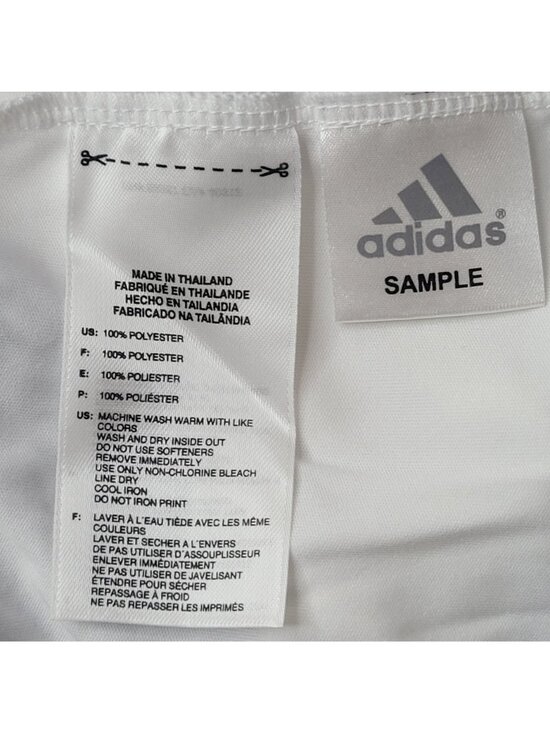 MADE IN THAILAND
FABRIQUÉ EN THAILANDE
HECHO EN TAILANDIA
FABRICADO NA TAILÂNDIA
US: 100% POLYESTER
F: 100% POLYESTER
E: 100% POLIESTER
P: 100% POLIÉSTER
US: MACHINE WASH WARM WITH LIKE
COLORS
WASH AND DRY INSIDE OUT
DO NOT USE SOFTENERS
REMOVE IMMEDIATELY
USE ONLY NON-CHLORINE BLEACH
LINE DRY
COOL IRON
DO NOT IRON PRINT
F: LAVER À L'EAU TIÈDE AVEC LES MÊME
COULEURS
LAVER ET SECHER A L'ENVERS
DE PAS UTILISER D'ASSOUPLISSEUR
ENLEVER IMMÉDIATEMENT
NE PAS UTILISER DE JAVELISANT
ÉTENDRE POUR SÉCHER
REPASSAGE À FROID
NE PAS REPASSER LES IMPRIMÉS
adidas®
SAMPLE